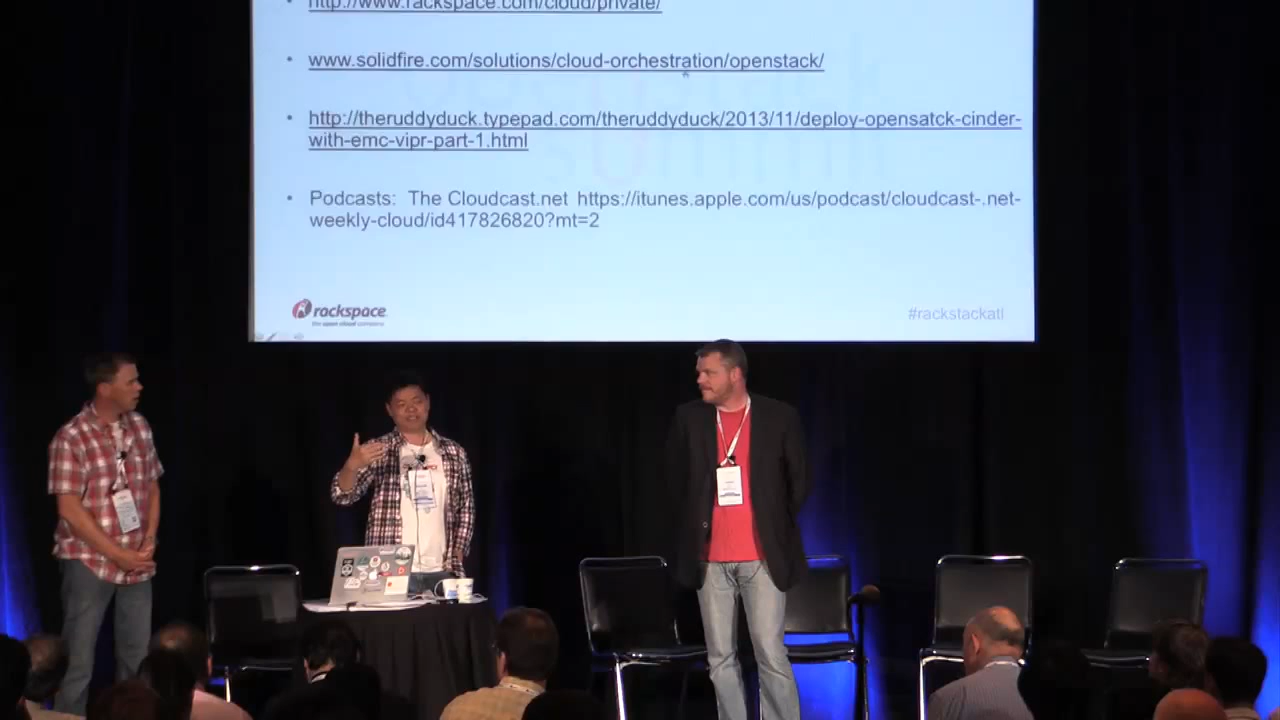 http://www.rackspace.com/cloud/private/
www.solidfire.com/solutions/cloud-orchestration/openstack/
http://theruddyduck.typepad.com/theruddyduck/2013/11/deploy-opensatck-cinder-
with-emc-vipr-part-1.html
Podcasts: The Cloudcast.net https://itunes.apple.com/us/podcast/cloudcast-.net-
weekly-cloud/id417826820?mt=2
rackspace
the open cloud company
#rackstackatl